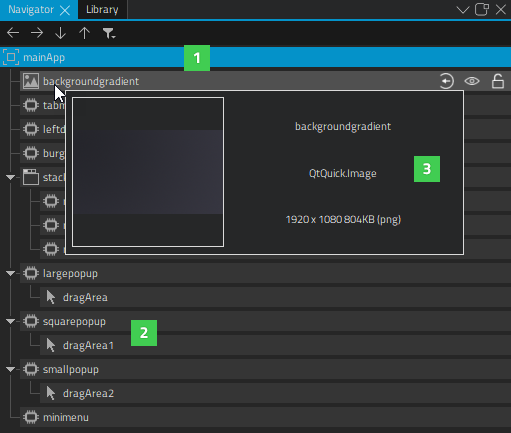 Navigator Library
mainApp
1
backgroundgradient
leftd
burg
stack
backgroundgradient
QtQuick.Image
3
1920 x 1080 804KB (png)
largepopup
dragArea
squarepopup
2
dragArea1
smallpopup
dragArea2
minimenu